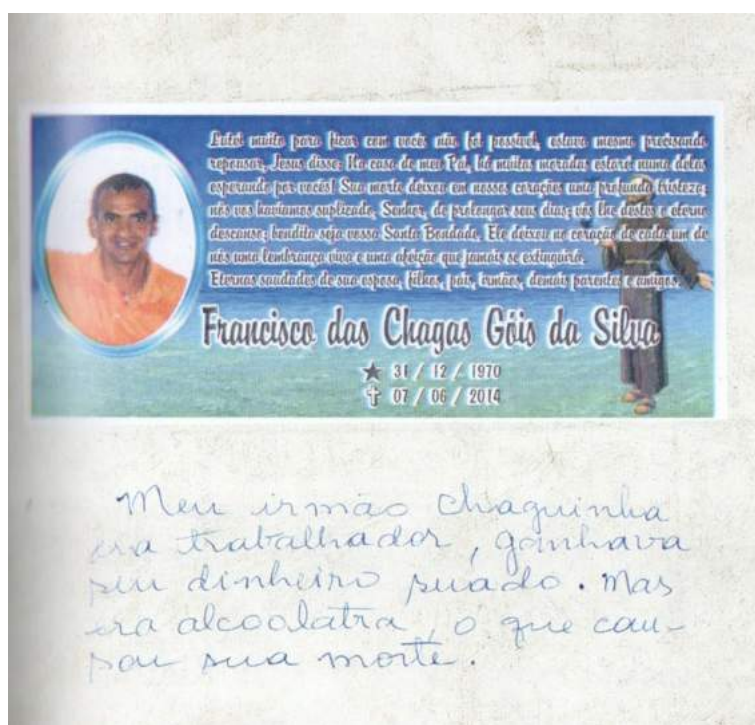 Lutei muito para ficar com vocês não foi possível, estava mesmo precisando
repousar, Jesus disse: Na casa de meu Pai, há muitas moradas estarei numa delas
esperando por vocês! Sua morte deixou em nossos corações uma profunda tristeza;
nós vos havíamos suplicado, Senhor, de prolongar seus dias; vós lhe destes o eterno
descanso; bendita seja vossa Santa Bondade. Ele deixou no coração de cada um de
nós uma lembrança viva e uma afeição que jamais se extinguirá.
Eternas saudades de sua esposa, filhos, pais, irmãos, demais parentes e amigos.
Francisco das Chagas Góis da Silva
31 / 12 / 1970
07 / 06 / 2014
Meu irmão chaguinha
era trabalhador, ganhava
seu dinheiro suado. Mas
era alcoolatra, o que cau-
sou sua morte.